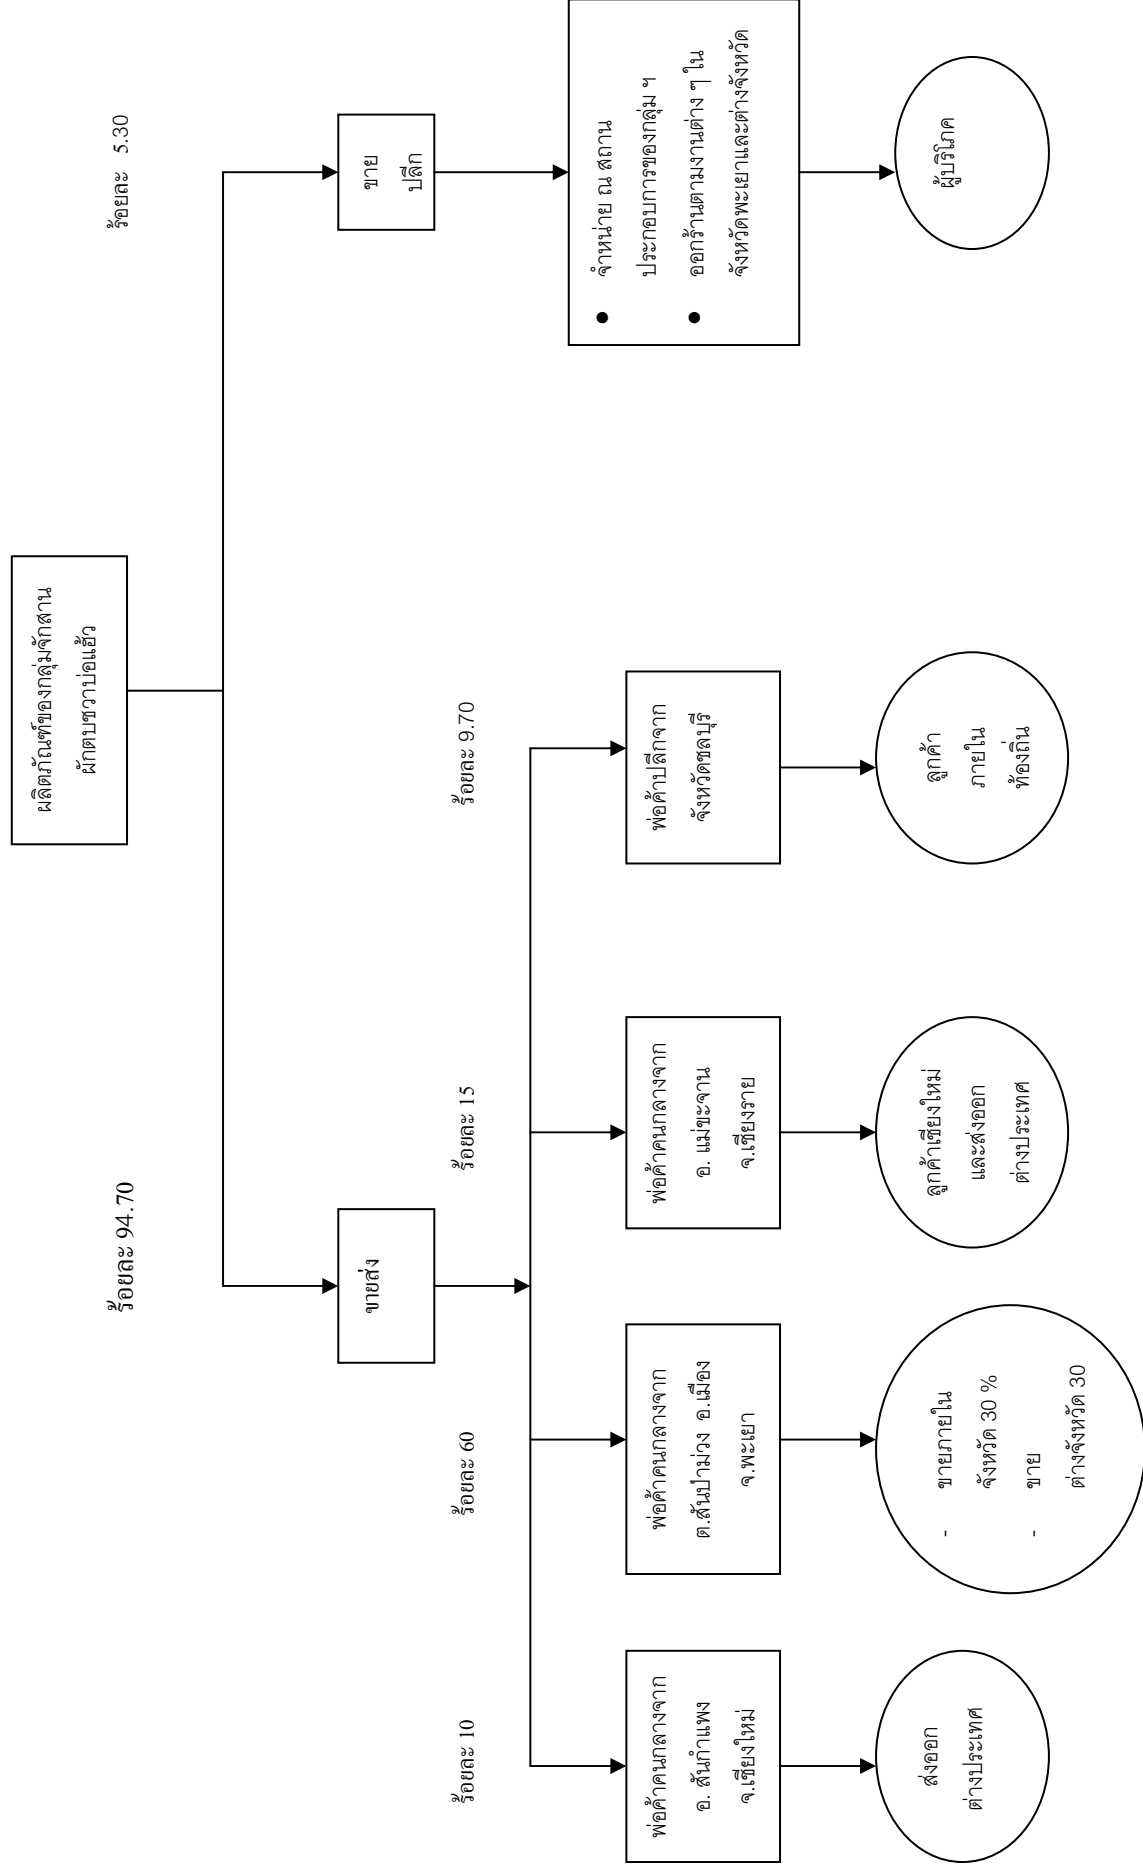 ผลิตภัณฑ์ของกลุ่มจักสาน
ผักตบชวาบ่อแฮ้ว
ร้อยละ 94.70
ร้อยละ 5.30
ขายส่ง
ขาย
ปลีก
ร้อยละ 10
ร้อยละ 60
ร้อยละ 15
ร้อยละ 9.70
● จำหน่าย ณ สถาน
ประกอบการของกลุ่ม ฯ
● ออกร้านตามงานต่าง ๆ ใน
จังหวัดพะเยาและต่างจังหวัด
พ่อค้าคนกลางจาก
อ. สันกำแพง
จ.เชียงใหม่
พ่อค้าคนกลางจาก
ต.สันป่าม่วง อ.เมือง
จ.พะเยา
พ่อค้าคนกลางจาก
อ. แม่ขะจาน
จ.เชียงราย
พ่อค้าปลีกจาก
จังหวัดชลบุรี
ส่งออก
ต่างประเทศ
- ขายภายใน
จังหวัด 30 %
- ขาย
ต่างจังหวัด 30
ลูกค้าเชียงใหม่
และส่งออก
ต่างประเทศ
ลูกค้า
ภายใน
ท้องถิ่น
ผู้บริโภค